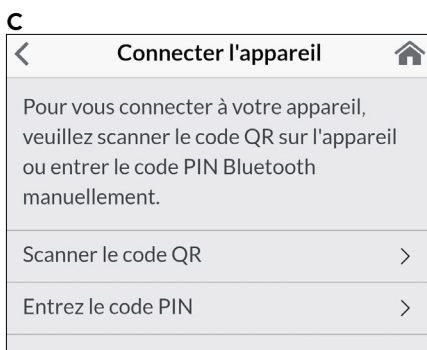 C
Connecter l'appareil
Pour vous connecter à votre appareil,
veuillez scanner le code QR sur l'appareil
ou entrer le code PIN Bluetooth
manuellement.
Scanner le code QR
Entrez le code PIN